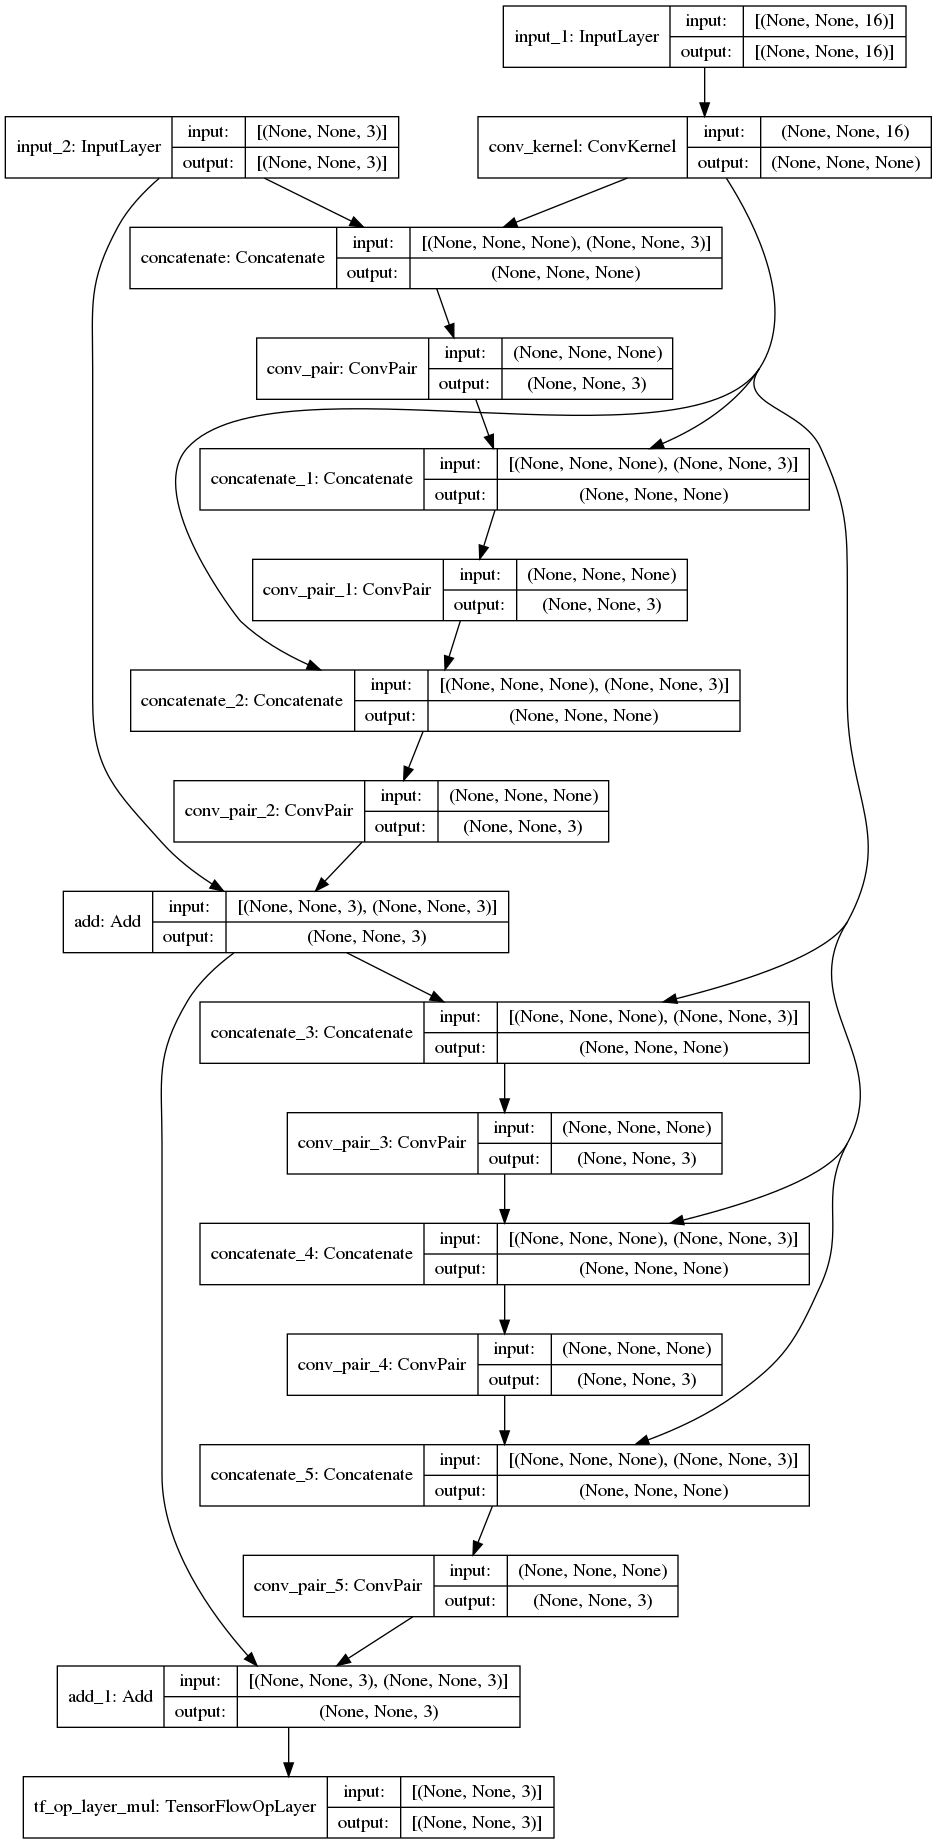 input_1: InputLayer
input: [(None, None, 16)]
output: [(None, None, 16)]
input_2: InputLayer
input: [(None, None, 3)]
output: [(None, None, 3)]
conv_kernel: ConvKernel
input: (None, None, 16)
output: (None, None, None)
concatenate: Concatenate
input: [(None, None, None), (None, None, 3)]
output: (None, None, None)
conv_pair: ConvPair
input: (None, None, None)
output: (None, None, 3)
concatenate_1: Concatenate
input: [(None, None, None), (None, None, 3)]
output: (None, None, None)
conv_pair_1: ConvPair
input: (None, None, None)
output: (None, None, 3)
concatenate_2: Concatenate
input: [(None, None, None), (None, None, 3)]
output: (None, None, None)
conv_pair_2: ConvPair
input: (None, None, None)
output: (None, None, 3)
add: Add
input: [(None, None, 3), (None, None, 3)]
output: (None, None, 3)
concatenate_3: Concatenate
input: [(None, None, None), (None, None, 3)]
output: (None, None, None)
conv_pair_3: ConvPair
input: (None, None, None)
output: (None, None, 3)
concatenate_4: Concatenate
input: [(None, None, None), (None, None, 3)]
output: (None, None, None)
conv_pair_4: ConvPair
input: (None, None, None)
output: (None, None, 3)
concatenate_5: Concatenate
input: [(None, None, None), (None, None, 3)]
output: (None, None, None)
conv_pair_5: ConvPair
input: (None, None, None)
output: (None, None, 3)
add_1: Add
input: [(None, None, 3), (None, None, 3)]
output: (None, None, 3)
tf_op_layer_mul: TensorFlowOpLayer
input: [(None, None, 3)]
output: [(None, None, 3)]